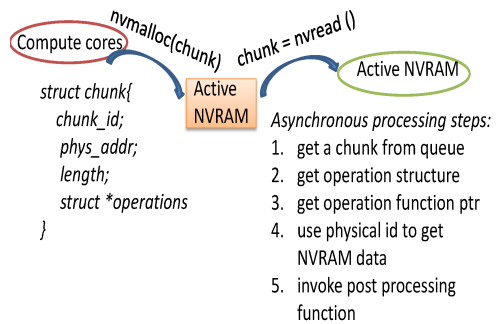 nvmalloc(chunk)
chunk = nvread ()
Compute cores
Active
NVRAM
Active NVRAM
struct chunk{
chunk_id;
phys_addr;
length;
struct *operations
}
Asynchronous processing steps:
1. get a chunk from queue
2. get operation structure
3. get operation function ptr
4. use physical id to get
NVRAM data
5. invoke post processing
function